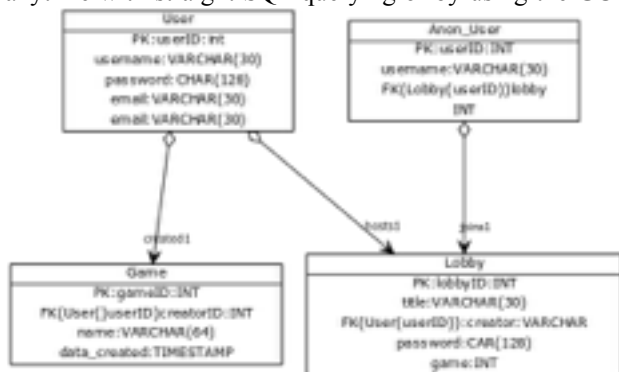 User
PK:userID:int
username:VARCHAR(30)
password:CHAR(128)
email:VARCHAR(30)
email:VARCHAR(30)
Anon_User
PK:userID:INT
username:VARCHAR(30)
FK(Lobby(userID))lobby
INT
created1
hosts1
joins1
Game
PK:gameID:INT
FK(User()userID)creatorID:INT
name:VARCHAR(64)
data_created:TIMESTAMP
Lobby
PK:lobbyID:INT
title:VARCHAR(30)
FK(User(userID)):creator:VARCHAR
password:CAR(128)
game:INT